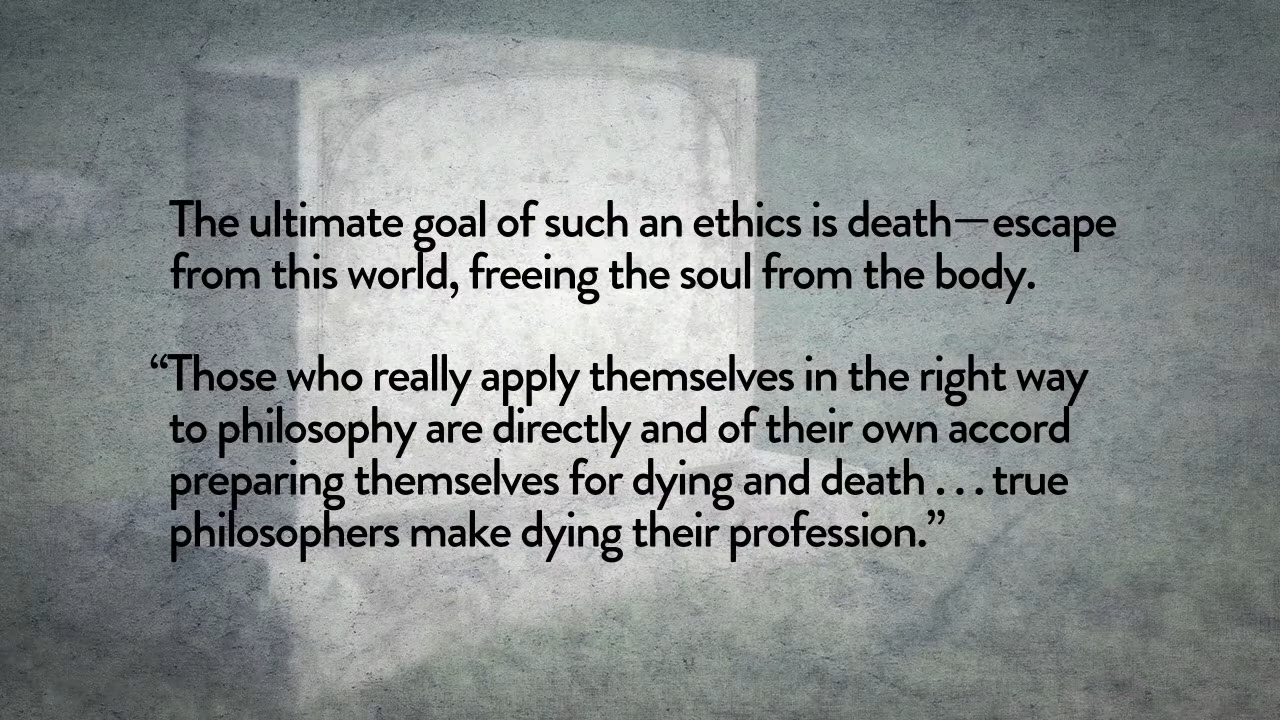 The ultimate goal of such an ethics is death—escape
from this world, freeing the soul from the body.
“Those who really apply themselves in the right way
to philosophy are directly and of their own accord
preparing themselves for dying and death . . . true
philosophers make dying their profession.”